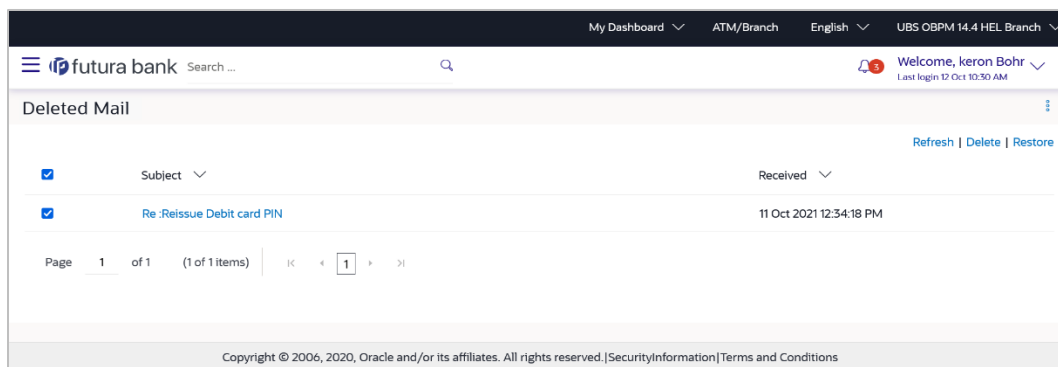 My Dashboard ATM/Branch English UBS OBPM 14.4 HEL Branch
futura bank Search ... 3 Welcome, keron Bohr
Last login 12 Oct 10:30 AM
Deleted Mail
Refresh | Delete | Restore
Subject Received
Re :Reissue Debit card PIN 11 Oct 2021 12:34:18 PM
Page 1 of 1 (1 of 1 items) 1
Copyright © 2006, 2020, Oracle and/or its affiliates. All rights reserved.|SecurityInformation|Terms and Conditions